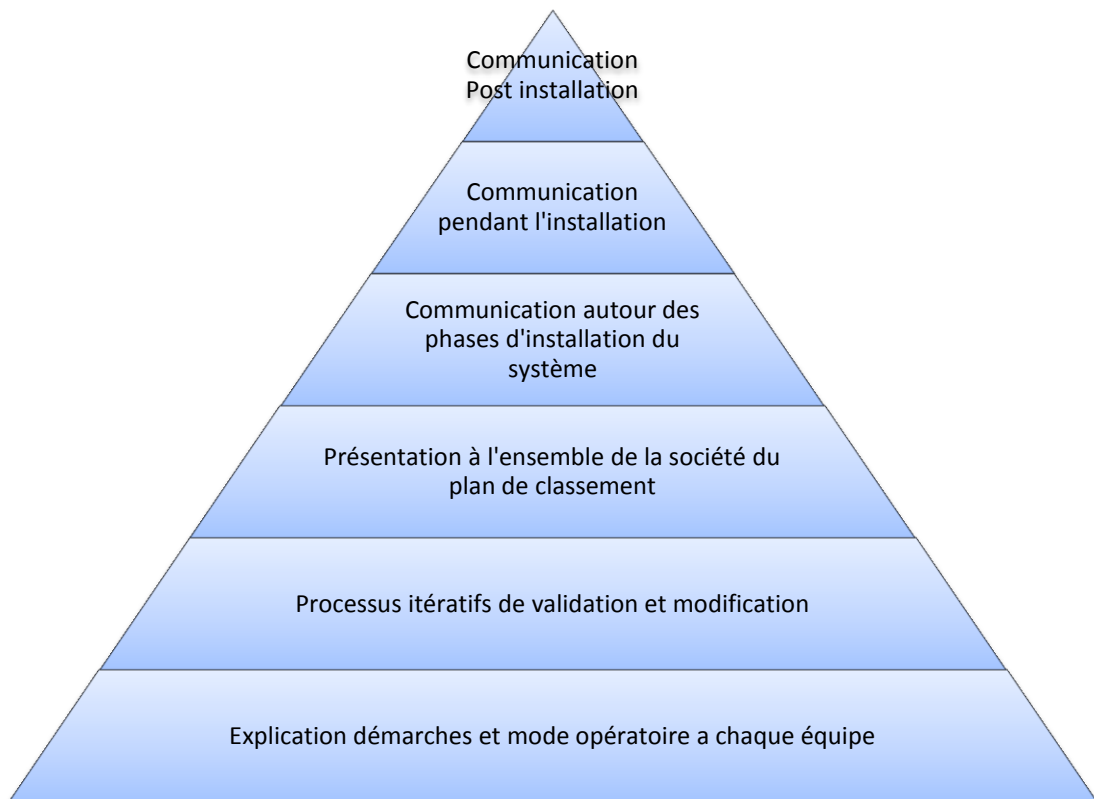 Communication
Post installation
Communication
pendant l'installation
Communication autour des
phases d'installation du
système
Présentation à l'ensemble de la société du
plan de classement
Processus itératifs de validation et modification
Explication démarches et mode opératoire a chaque équipe